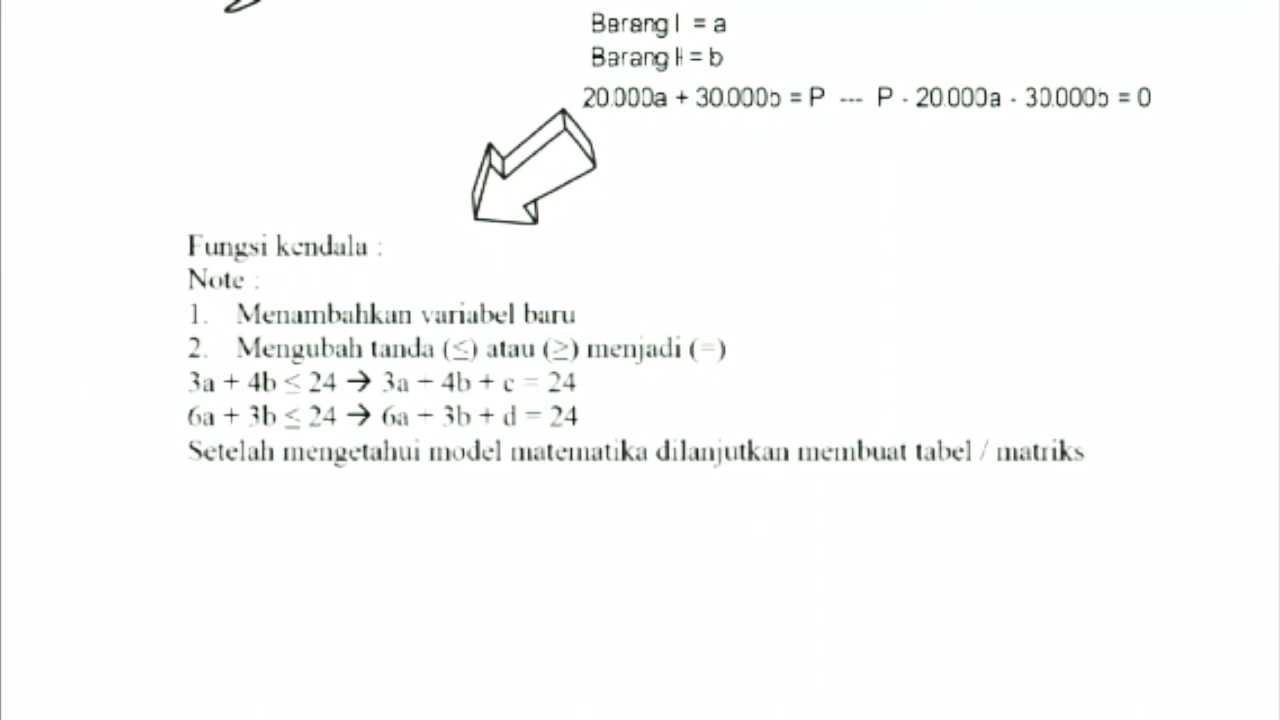 Barang I = a
Barang II = b
20.000a + 30.000b = P --- P - 20.000a - 30.000b = 0
Fungsi kendala :
Note :
1. Menambahkan variabel baru
2. Mengubah tanda (≤) atau (≥) menjadi (=)
3a + 4b ≤ 24 → 3a + 4b + c = 24
6a + 3b ≤ 24 → 6a + 3b + d = 24
Setelah mengetahui model matematika dilanjutkan membuat tabel / matriks